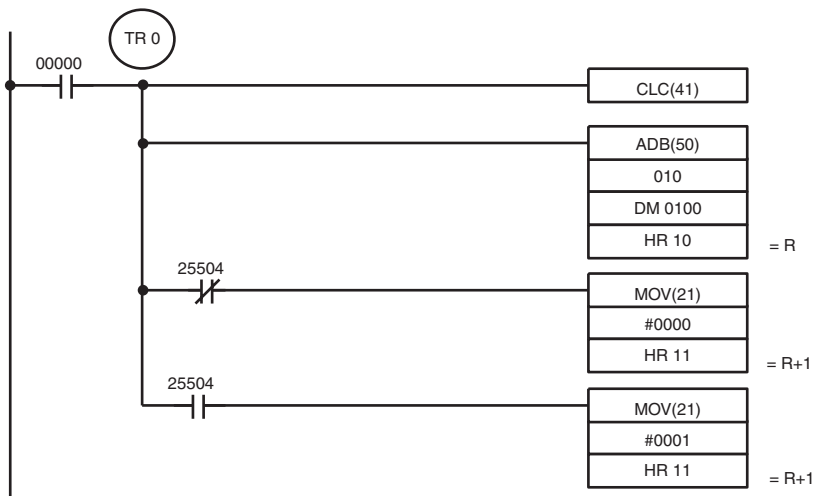 TR 0
00000
CLC(41)
ADB(50)
010
DM 0100
HR 10 = R
25504
MOV(21)
#0000
HR 11 = R+1
25504
MOV(21)
#0001
HR 11 = R+1